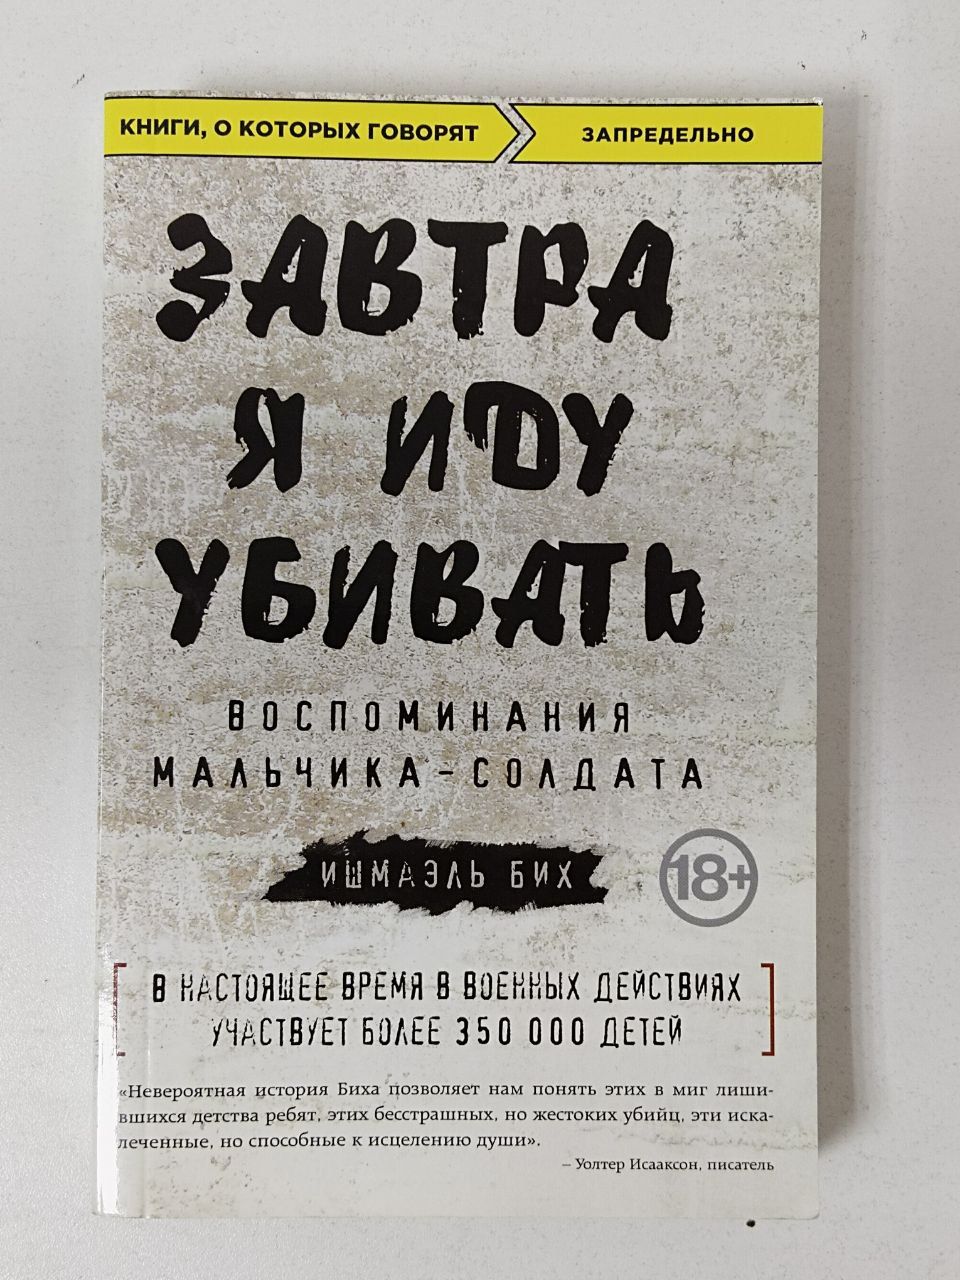 КНИГИ, О КОТОРЫХ ГОВОРЯТ
ЗАПРЕДЕЛЬНО
ЗАВТРА
Я ИДУ
УБИВАТЬ
ВОСПОМИНАНИЯ
МАЛЬЧИКА-СОЛДАТА
ИШМАЭЛЬ БИХ
18+
В НАСТОЯЩЕЕ ВРЕМЯ В ВОЕННЫХ ДЕЙСТВИЯХ
УЧАСТВУЕТ БОЛЕЕ 350 000 ДЕТЕЙ
«Невероятная история Биха позволяет нам понять этих в миг лиши-
вшихся детства ребят, этих бесстрашных, но жестоких убийц, эти иска-
леченные, но способные к исцелению души».
– Уолтер Исааксон, писатель